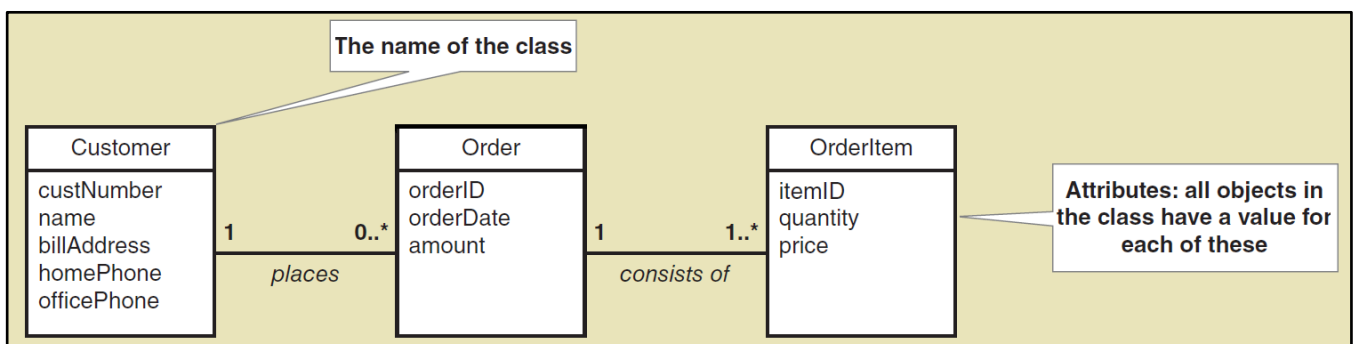 The name of the class
Customer
custNumber
name
billAddress
homePhone
officePhone
1
0..*
places
Order
orderID
orderDate
amount
1
1..*
consists of
OrderItem
itemID
quantity
price
Attributes: all objects in
the class have a value for
each of these